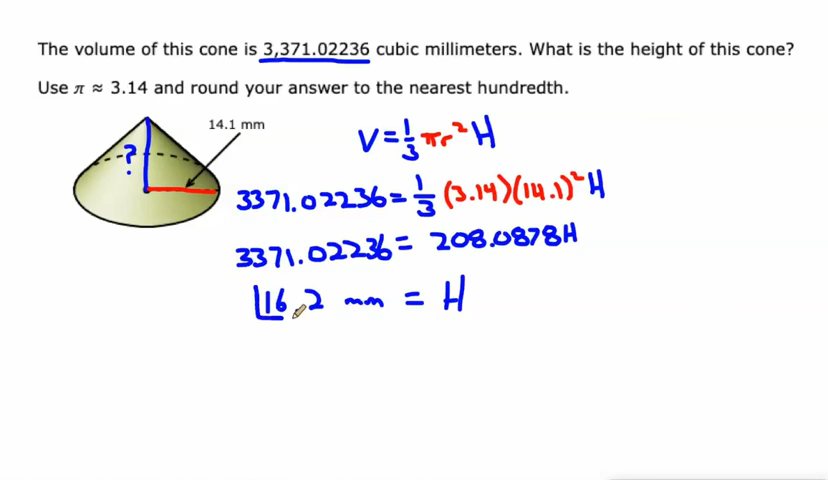 The volume of this cone is 3,371.02236 cubic millimeters. What is the height of this cone?
Use π ≈ 3.14 and round your answer to the nearest hundredth.
14.1 mm
?
V=⅓πr²H
3371.02236=⅓(3.14)(14.1)²H
3371.02236=208.0878H
16.2 mm = H